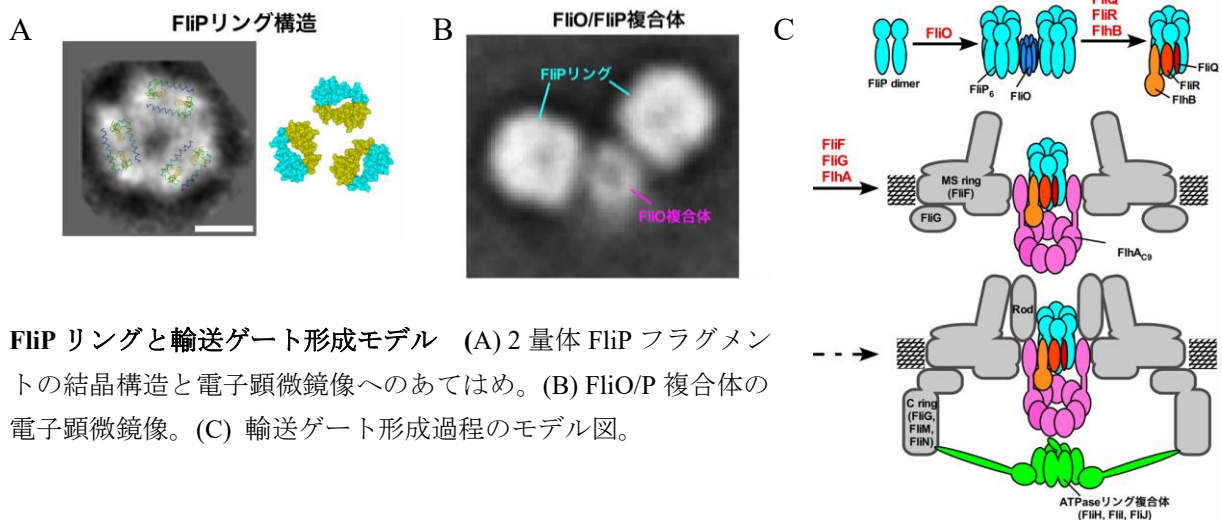 A
FliPリング構造
B
FliO/FliP複合体
FliPリング
FliO複合体
C
FliP dimer
FliO
FliP6
FliO
FliQ
FliR
FlhB
FliQ
FliR
FlhB
FliF
FliG
FlhA
MS ring
(FliF)
FliG
FlhAC9
Rod
C ring
(FliG,
FliM,
FliN)
ATPaseリング複合体
(FliH, FliI, FliJ)
FliP リングと輸送ゲート形成モデル (A) 2 量体 FliP フラグメン
トの結晶構造と電子顕微鏡像へのあてはめ。(B) FliO/P 複合体の
電子顕微鏡像。(C) 輸送ゲート形成過程のモデル図。